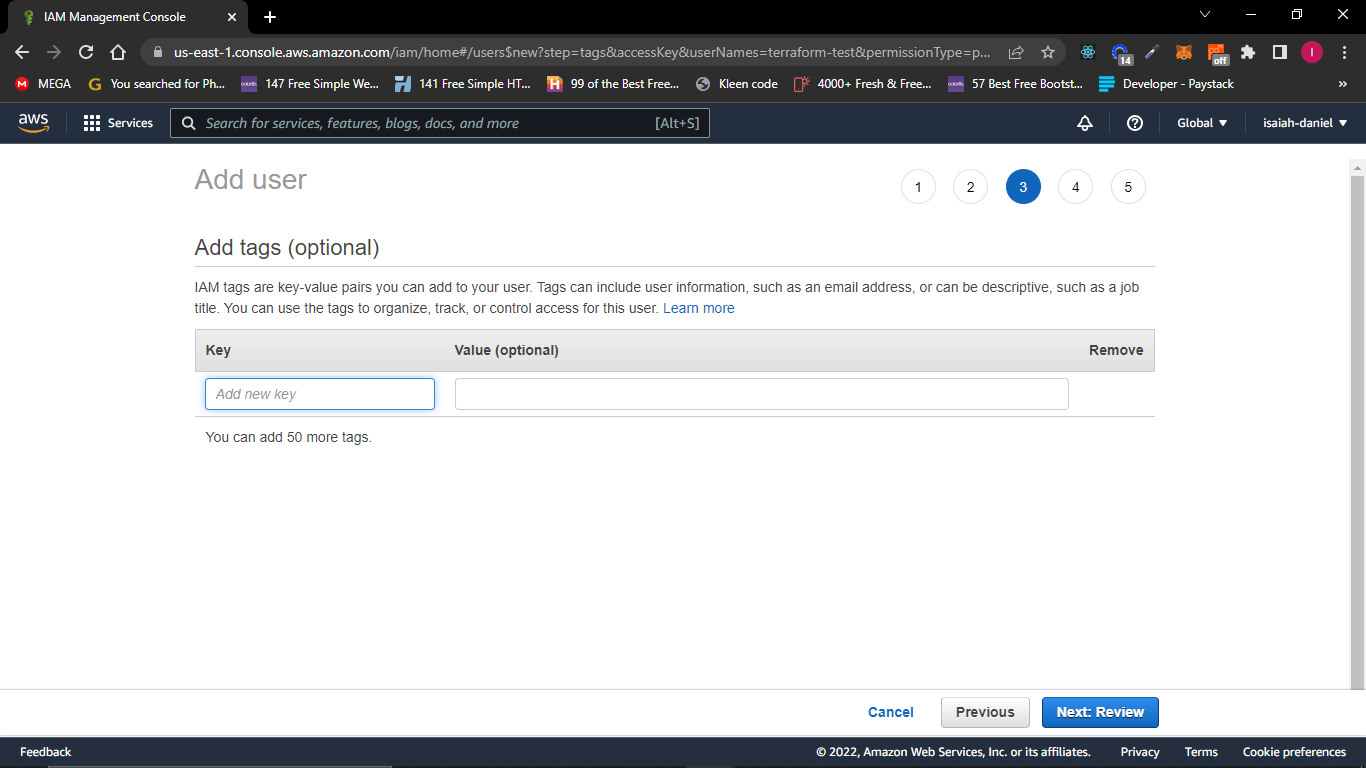 IAM Management Console
us-east-1.console.aws.amazon.com/iam/home#/users$new?step=tags&accessKey&userNames=terraform-test&permissionType=p...
14
off
I
MEGA
You searched for Ph...
147 Free Simple We...
141 Free Simple HT...
99 of the Best Free...
Kleen code
4000+ Fresh & Free...
57 Best Free Bootst...
Developer - Paystack
»
aws
Services
Search for services, features, blogs, docs, and more
[Alt+S]
Global
isaiah-daniel
Add user
1 2 3 4 5
Add tags (optional)
IAM tags are key-value pairs you can add to your user. Tags can include user information, such as an email address, or can be descriptive, such as a job
title. You can use the tags to organize, track, or control access for this user. Learn more
Key Value (optional) Remove
Add new key
You can add 50 more tags.
Cancel Previous Next: Review
Feedback © 2022, Amazon Web Services, Inc. or its affiliates. Privacy Terms Cookie preferences